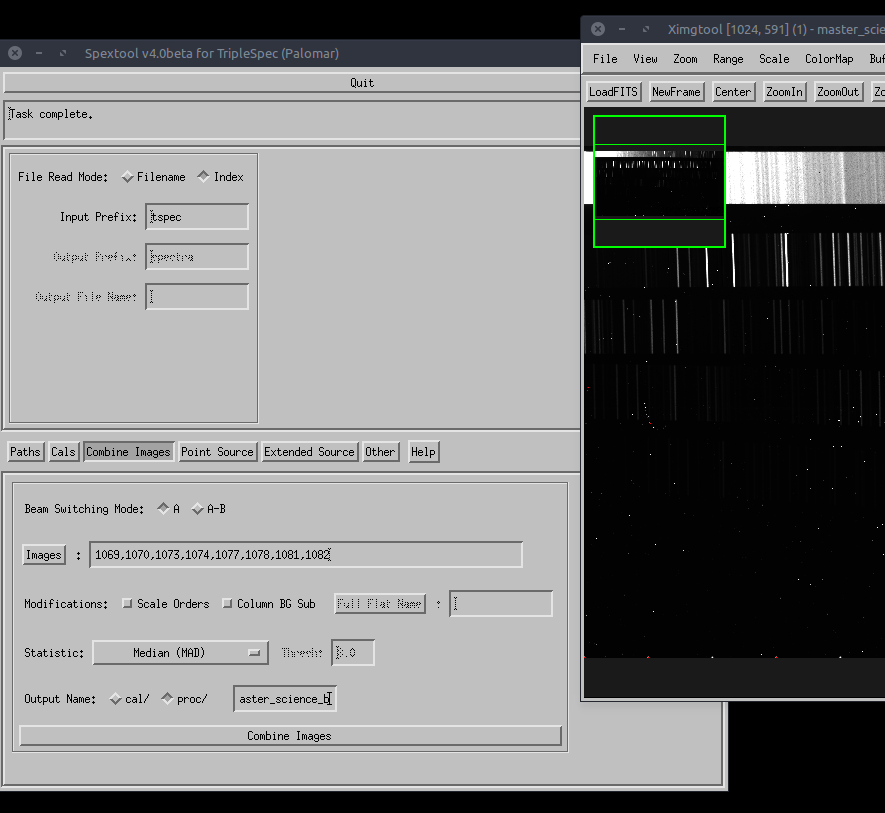 Spextool v4.0beta for TripleSpec (Palomar)
Quit
Task complete.
File Read Mode: Filename Index
Input Prefix: tspec
Output Prefix: spectra
Output File Name:
Paths Cals Combine Images Point Source Extended Source Other Help
Beam Switching Mode: A A-B
Images : 1069,1070,1073,1074,1077,1078,1081,1082
Modifications: Scale Orders Column BG Sub Full Flat Name :
Statistic: Median (MAD) Thresh: .0
Output Name: cal/ proc/ aster_science_b
Combine Images
Ximgtool [1024, 591] (1) - master_scie
File View Zoom Range Scale ColorMap Buf
LoadFITS NewFrame Center ZoomIn ZoomOut Zo